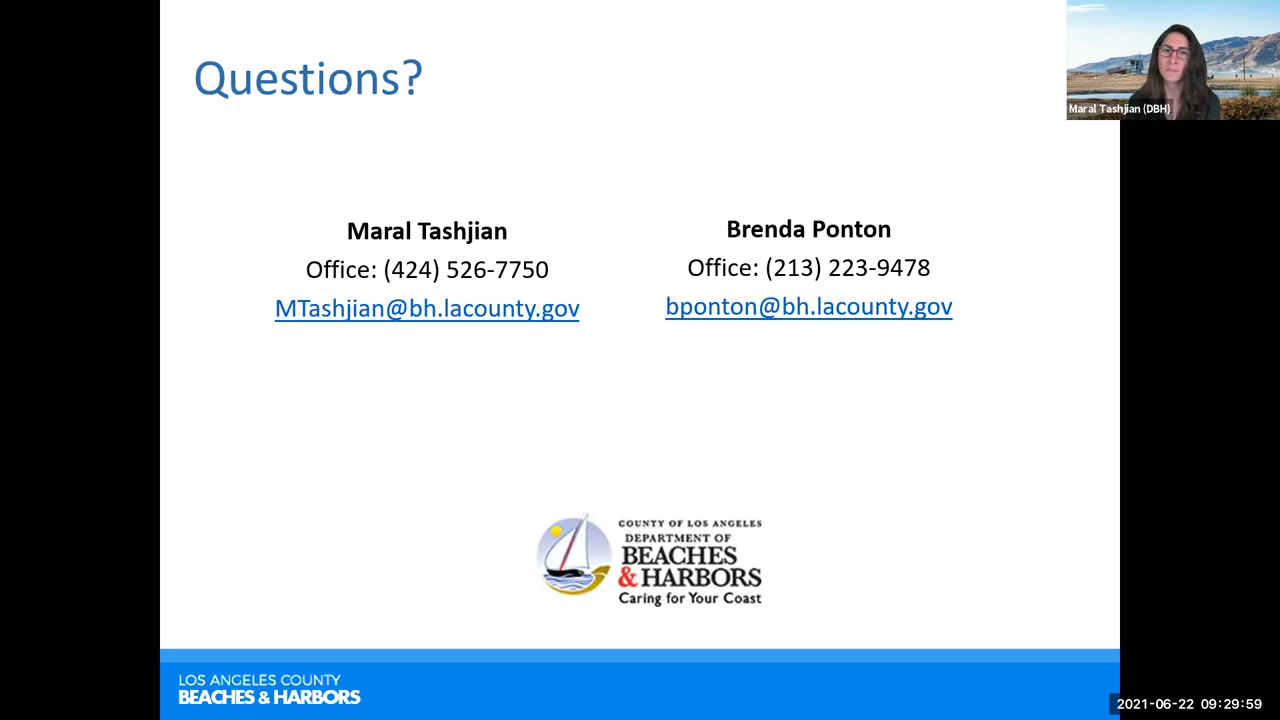 Questions?
Maral Tashjian (DBH)
Maral Tashjian
Office: (424) 526-7750
MTashjian@bh.lacounty.gov
Brenda Ponton
Office: (213) 223-9478
bponton@bh.lacounty.gov
COUNTY OF LOS ANGELES
DEPARTMENT OF
BEACHES
& HARBORS
Caring for Your Coast
LOS ANGELES COUNTY
BEACHES & HARBORS
2021-06-22 09:29:59